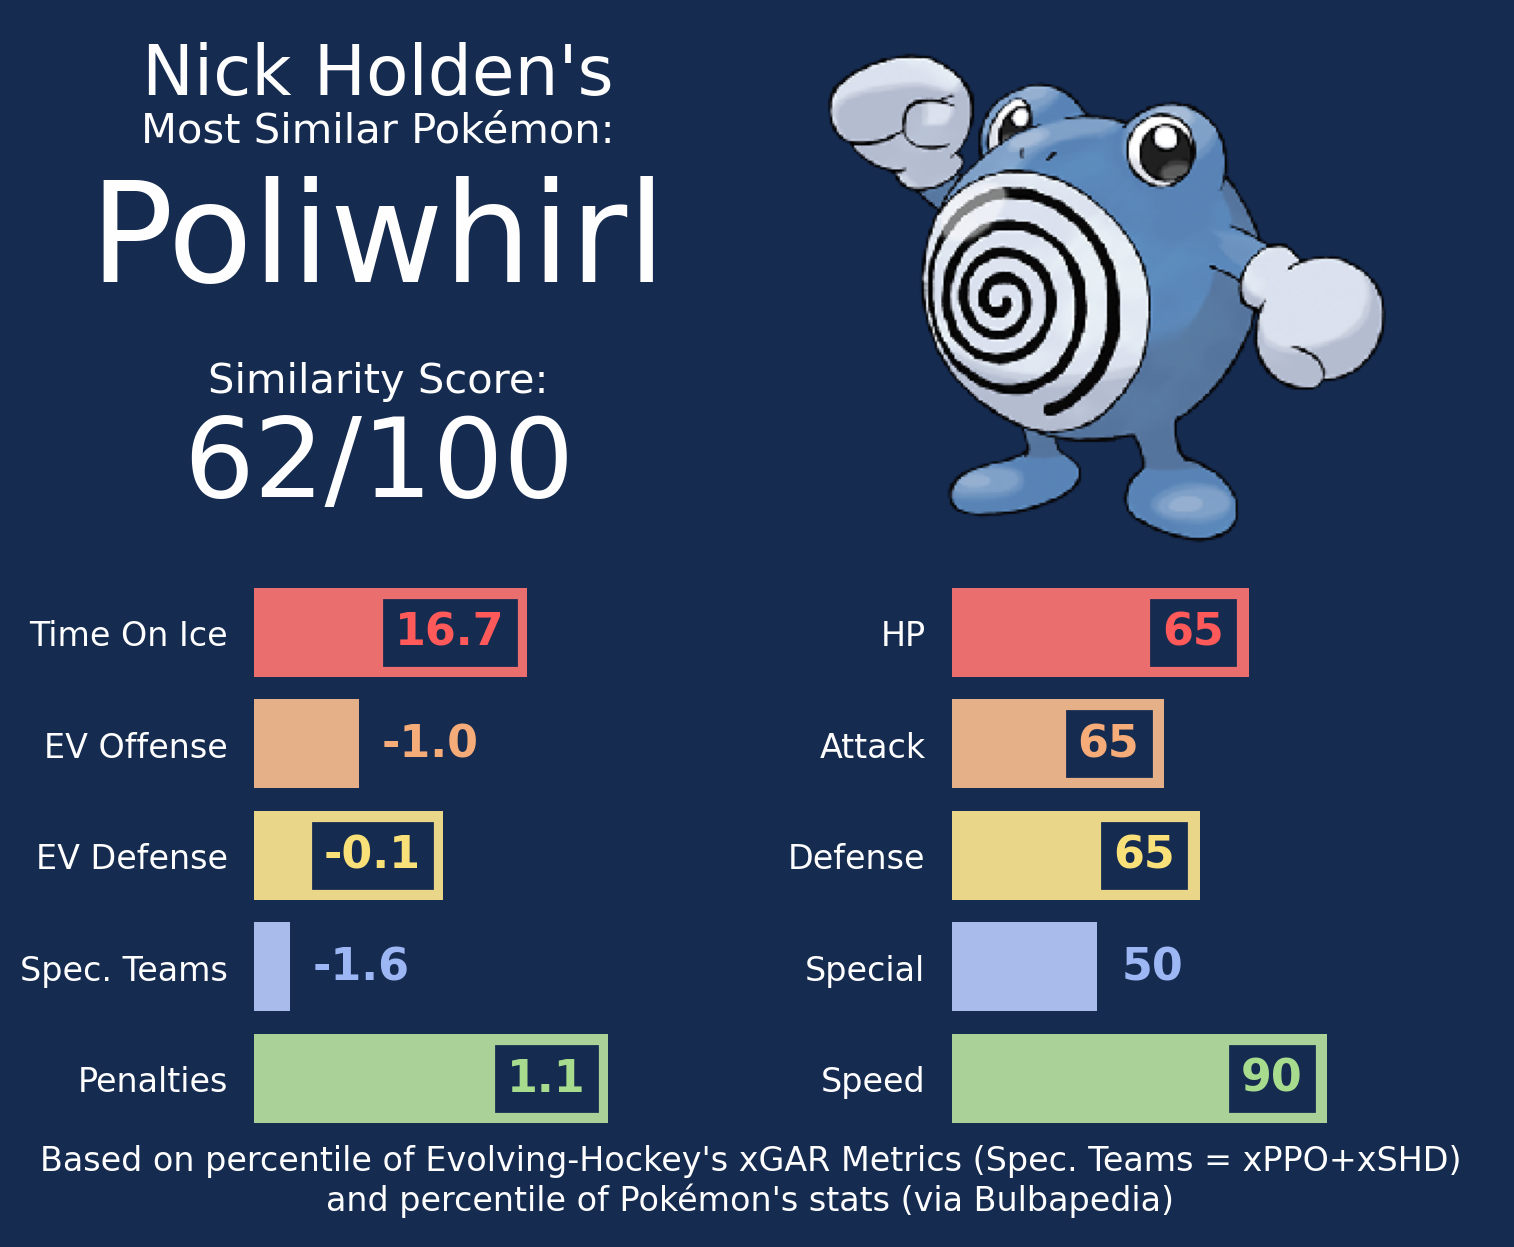 Nick Holden's
Most Similar Pokémon:
Poliwhirl
Similarity Score:
62/100
Time On Ice 16.7
EV Offense -1.0
EV Defense -0.1
Spec. Teams -1.6
Penalties 1.1
HP 65
Attack 65
Defense 65
Special 50
Speed 90
Based on percentile of Evolving-Hockey's xGAR Metrics (Spec. Teams = xPPO+xSHD)
and percentile of Pokémon's stats (via Bulbapedia)